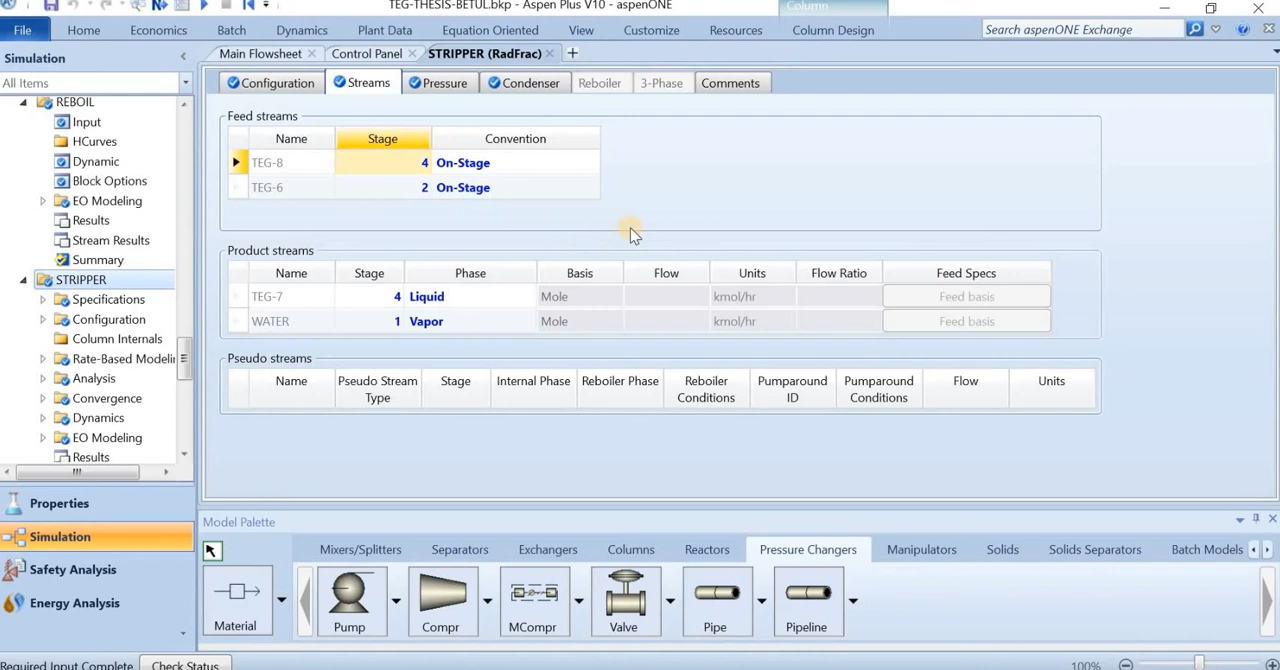 TEG-THESIS-BETUL.bkp - Aspen Plus V10 - aspenONE
Column
File Home Economics Batch Dynamics Plant Data Equation Oriented View Customize Resources Column Design Search aspenONE Exchange
Simulation
Main Flowsheet Control Panel STRIPPER (RadFrac)
All Items
Configuration Streams Pressure Condenser Reboiler 3-Phase Comments
REBOIL
Input
HCurves
Dynamic
Block Options
EO Modeling
Results
Stream Results
Summary
STRIPPER
Specifications
Configuration
Column Internals
Rate-Based Modelin
Analysis
Convergence
Dynamics
EO Modeling
Results
Properties
Simulation
Safety Analysis
Energy Analysis
Feed streams
Name Stage Convention
TEG-8 4 On-Stage
TEG-6 2 On-Stage
Product streams
Name Stage Phase Basis Flow Units Flow Ratio Feed Specs
TEG-7 4 Liquid Mole kmol/hr Feed basis
WATER 1 Vapor Mole kmol/hr Feed basis
Pseudo streams
Name Pseudo Stream Type Stage Internal Phase Reboiler Phase Reboiler Conditions Pumparound ID Pumparound Conditions Flow Units
Model Palette
Mixers/Splitters Separators Exchangers Columns Reactors Pressure Changers Manipulators Solids Solids Separators Batch Models
Material Pump Compr MCompr Valve Pipe Pipeline
Required Input Complete Check Status 100%